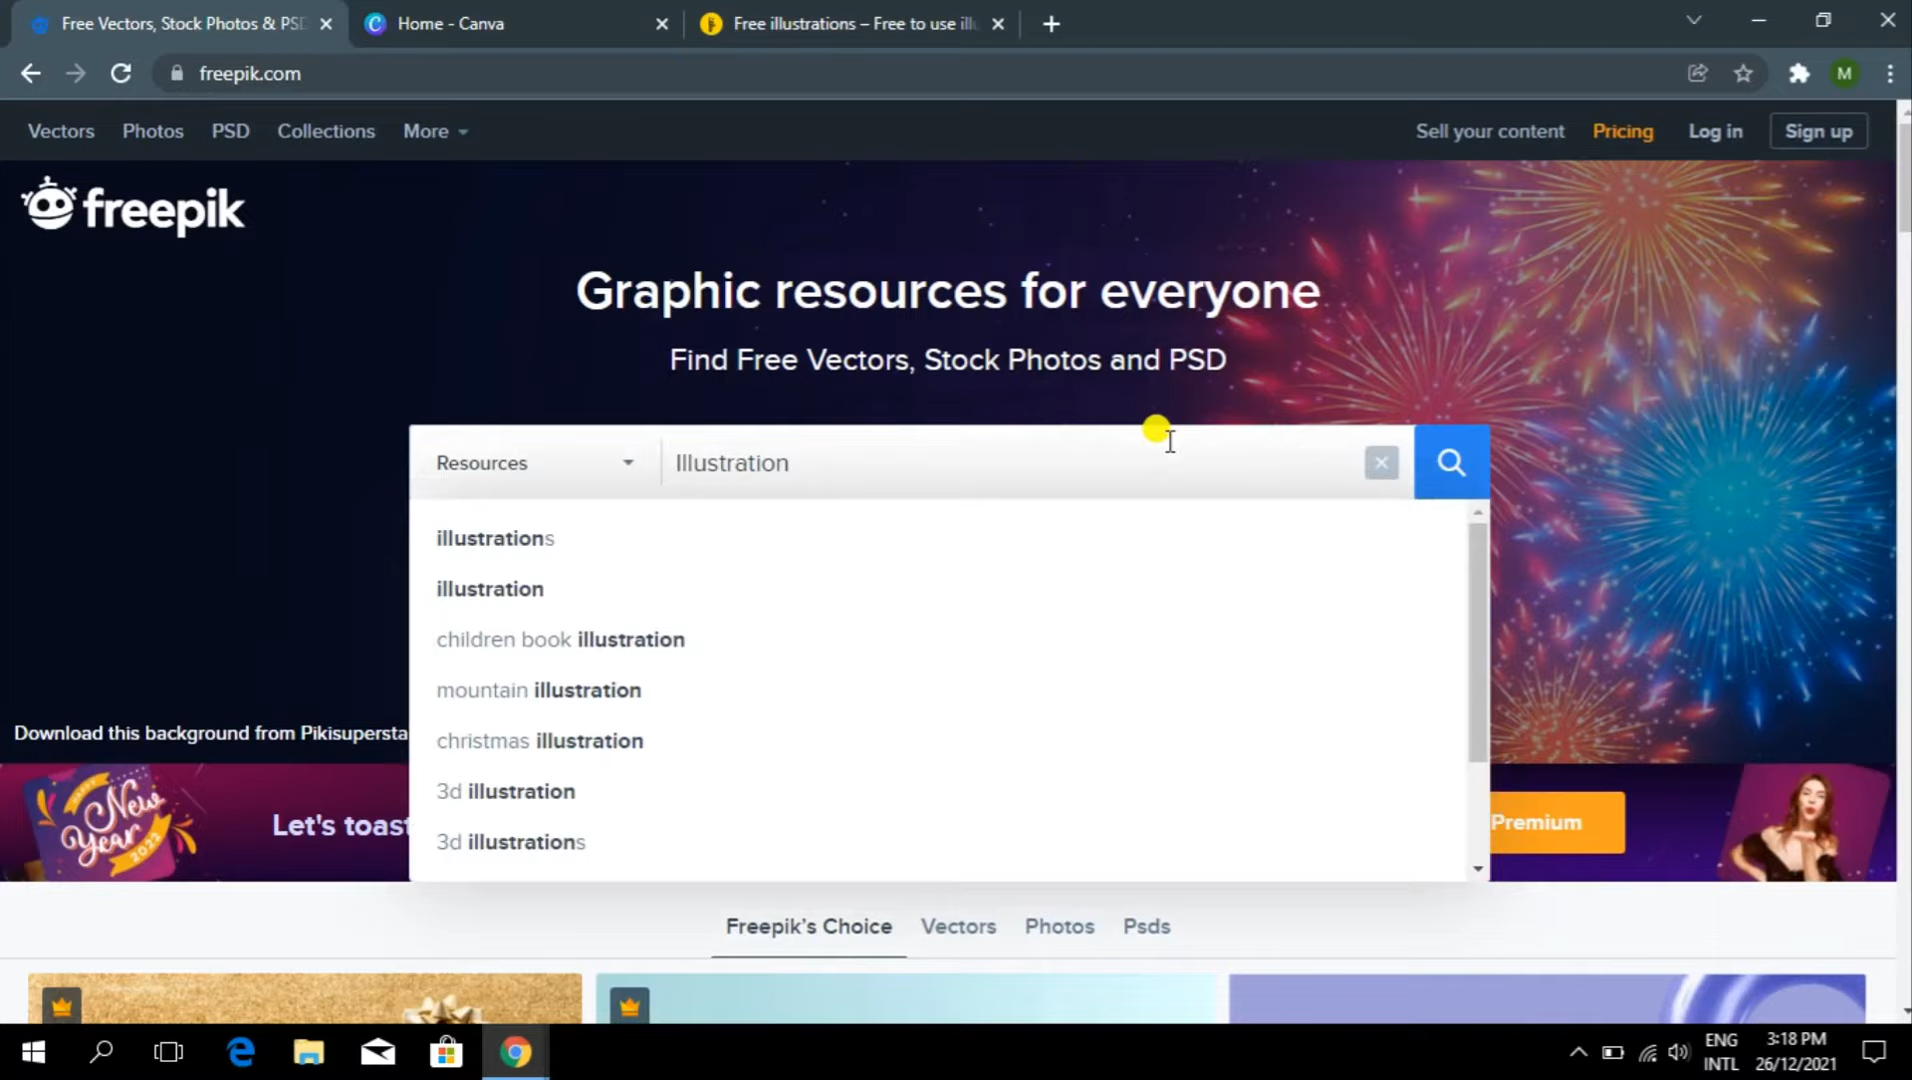 Free Vectors, Stock Photos & PSD
Home - Canva
Free illustrations – Free to use ill
freepik.com
M
Vectors Photos PSD Collections More
Sell your content Pricing Log in Sign up
freepik
Graphic resources for everyone
Find Free Vectors, Stock Photos and PSD
Resources
Illustration
illustrations
illustration
children book illustration
mountain illustration
christmas illustration
3d illustration
3d illustrations
Download this background from Pikisupersta
HAPPY
New
Year
2022
Let's toast
Premium
Freepik's Choice Vectors Photos Psds
ENG
INTL
3:18 PM
26/12/2021